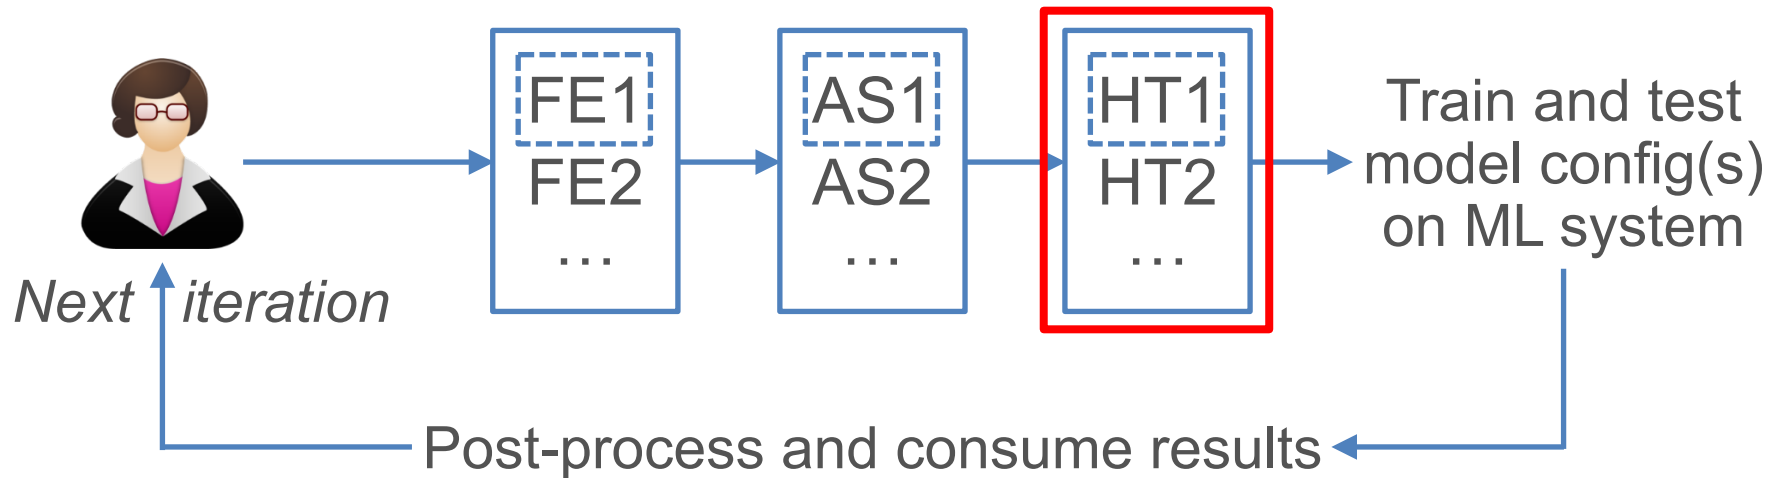 FE1
FE2
…
AS1
AS2
…
HT1
HT2
…
Train and test
model config(s)
on ML system
Next iteration
Post-process and consume results